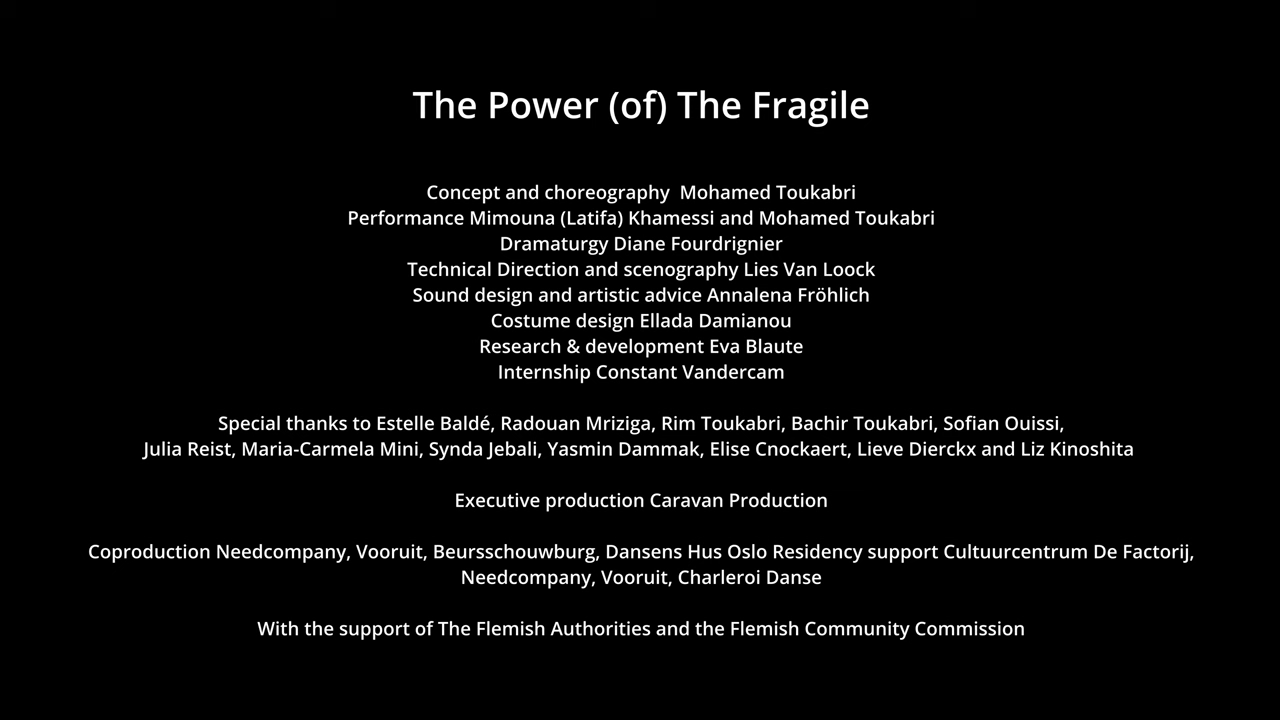 The Power (of) The Fragile
Concept and choreography  Mohamed Toukabri
Performance Mimouna (Latifa) Khamessi and Mohamed Toukabri
Dramaturgy Diane Fourdrignier
Technical Direction and scenography Lies Van Loock
Sound design and artistic advice Annalena Fröhlich
Costume design Ellada Damianou
Research & development Eva Blaute
Internship Constant Vandercam
Special thanks to Estelle Baldé, Radouan Mriziga, Rim Toukabri, Bachir Toukabri, Sofian Ouissi,
Julia Reist, Maria-Carmela Mini, Synda Jebali, Yasmin Dammak, Elise Cnockaert, Lieve Dierckx and Liz Kinoshita
Executive production Caravan Production
Coproduction Needcompany, Vooruit, Beursschouwburg, Dansens Hus Oslo Residency support Cultuurcentrum De Factorij,
Needcompany, Vooruit, Charleroi Danse
With the support of The Flemish Authorities and the Flemish Community Commission